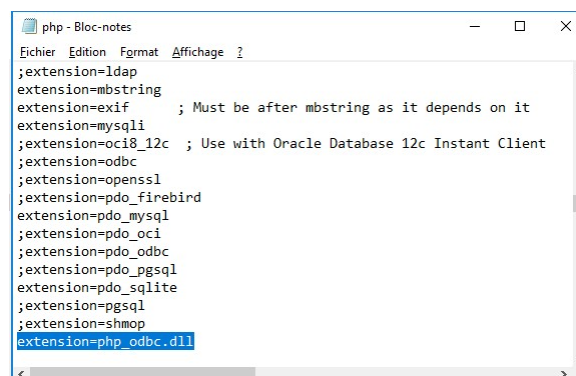 php - Bloc-notes
Fichier Edition Format Affichage ?
;extension=ldap
extension=mbstring
extension=exif      ; Must be after mbstring as it depends on it
extension=mysqli
;extension=oci8_12c  ; Use with Oracle Database 12c Instant Client
;extension=odbc
;extension=openssl
;extension=pdo_firebird
extension=pdo_mysql
;extension=pdo_oci
;extension=pdo_odbc
;extension=pdo_pgsql
extension=pdo_sqlite
;extension=pgsql
;extension=shmop
extension=php_odbc.dll